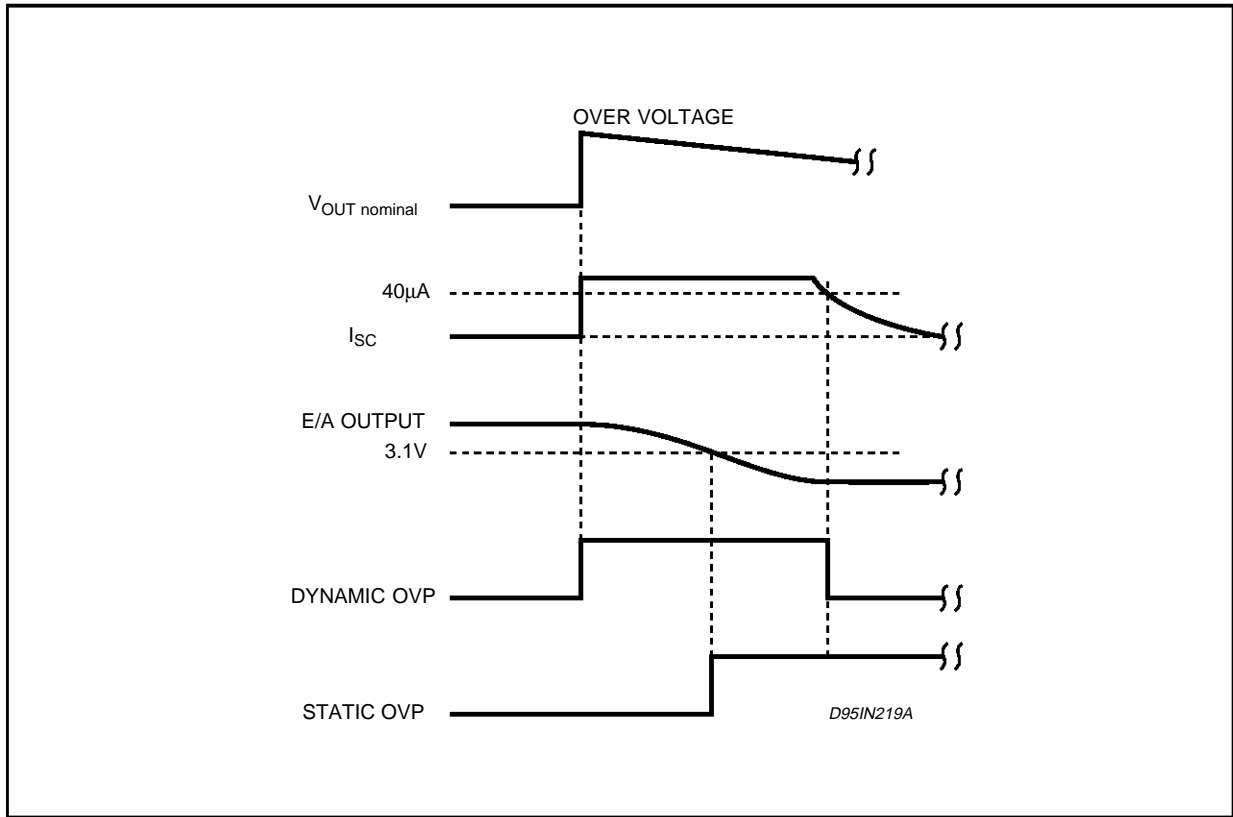 OVER VOLTAGE
VOUT nominal
40μA
ISC
E/A OUTPUT
3.1V
DYNAMIC OVP
STATIC OVP
D95IN219A